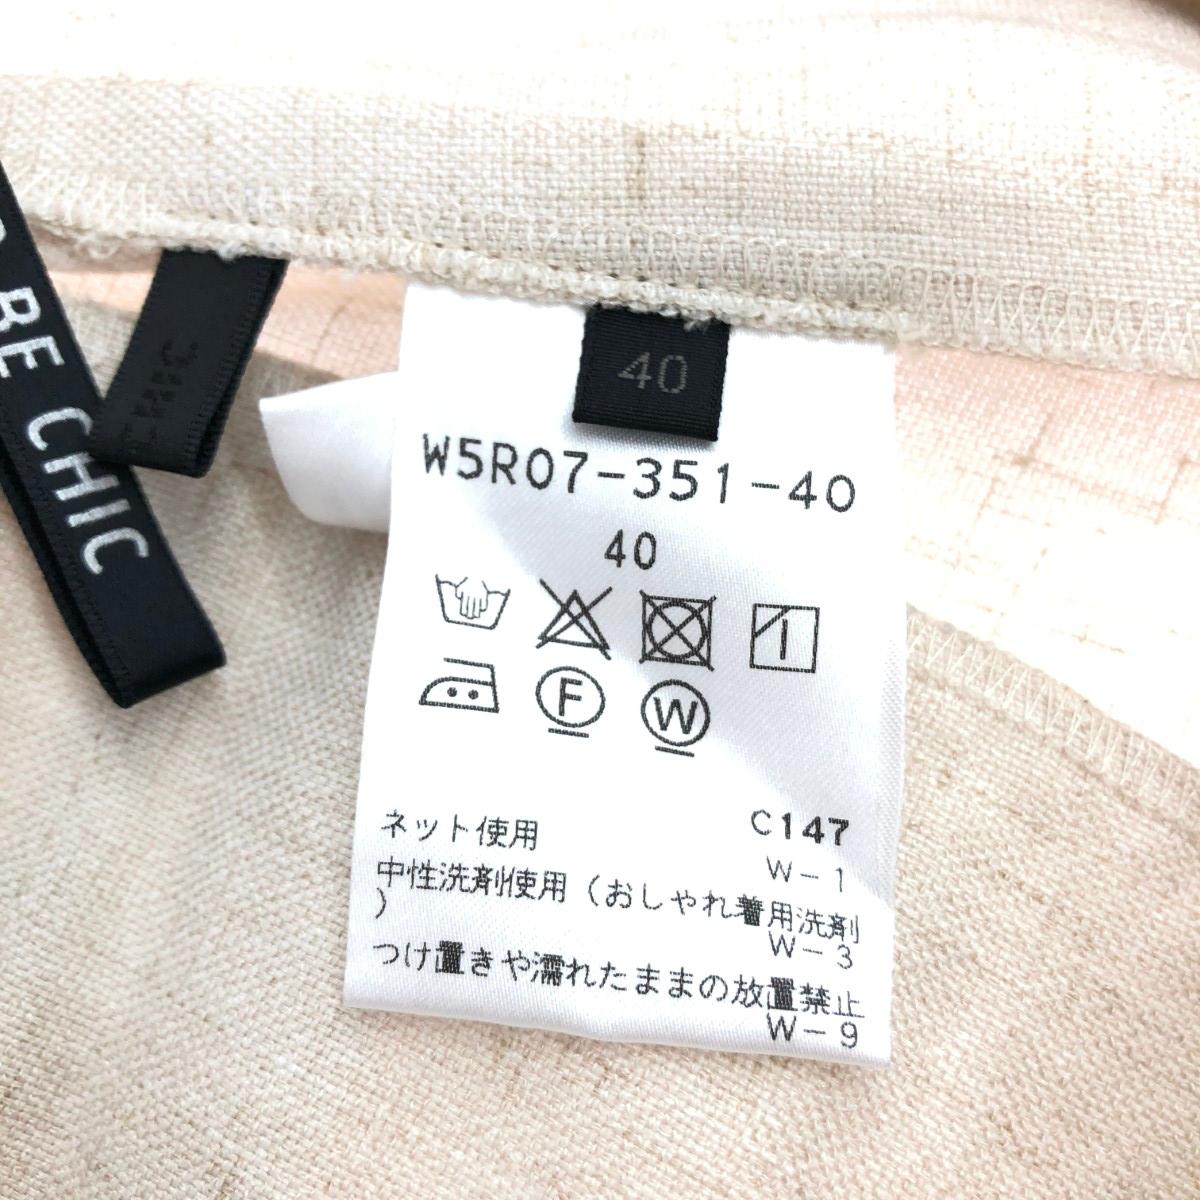 BE CHIC
CHIC
40
W5R07-351-40
40
F
W
ネット使用
C147
W-1
中性洗剤使用（おしゃれ着用洗剤
）
W-3
つけ置きや濡れたままの放置禁止
W-9